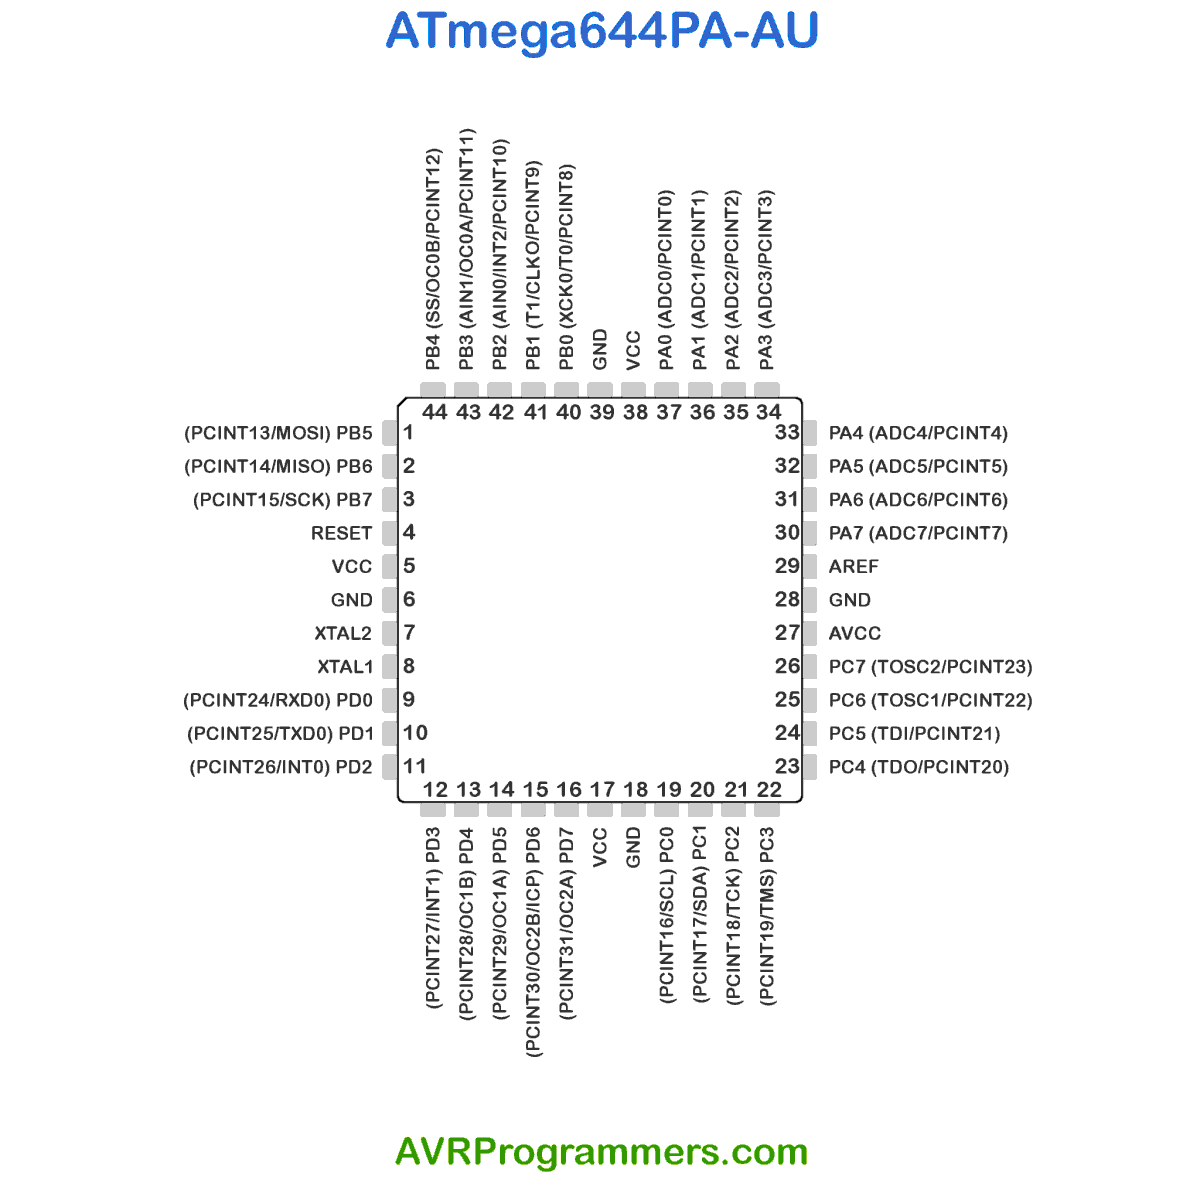 ATmega644PA-AU
PB4 (SS/OC0B/PCINT12)
PB3 (AIN1/OC0A/PCINT11)
PB2 (AIN0/INT2/PCINT10)
PB1 (T1/CLKO/PCINT9)
PB0 (XCK0/T0/PCINT8)
GND
VCC
PA0 (ADC0/PCINT0)
PA1 (ADC1/PCINT1)
PA2 (ADC2/PCINT2)
PA3 (ADC3/PCINT3)
44 43 42 41 40 39 38 37 36 35 34
(PCINT13/MOSI) PB5 1 33 PA4 (ADC4/PCINT4)
(PCINT14/MISO) PB6 2 32 PA5 (ADC5/PCINT5)
(PCINT15/SCK) PB7 3 31 PA6 (ADC6/PCINT6)
RESET 4 30 PA7 (ADC7/PCINT7)
VCC 5 29 AREF
GND 6 28 GND
XTAL2 7 27 AVCC
XTAL1 8 26 PC7 (TOSC2/PCINT23)
(PCINT24/RXD0) PD0 9 25 PC6 (TOSC1/PCINT22)
(PCINT25/TXD0) PD1 10 24 PC5 (TDI/PCINT21)
(PCINT26/INT0) PD2 11 23 PC4 (TDO/PCINT20)
12 13 14 15 16 17 18 19 20 21 22
(PCINT27/INT1) PD3
(PCINT28/OC1B) PD4
(PCINT29/OC1A) PD5
(PCINT30/OC2B/ICP) PD6
(PCINT31/OC2A) PD7
VCC
GND
(PCINT16/SCL) PC0
(PCINT17/SDA) PC1
(PCINT18/TCK) PC2
(PCINT19/TMS) PC3
AVRProgrammers.com